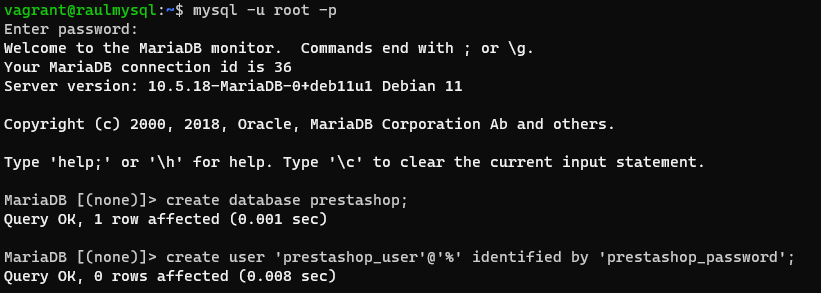 vagrant@raulmysql:~$ mysql -u root -p
Enter password:
Welcome to the MariaDB monitor.  Commands end with ; or \g.
Your MariaDB connection id is 36
Server version: 10.5.18-MariaDB-0+deb11u1 Debian 11
Copyright (c) 2000, 2018, Oracle, MariaDB Corporation Ab and others.
Type 'help;' or '\h' for help. Type '\c' to clear the current input statement.
MariaDB [(none)]> create database prestashop;
Query OK, 1 row affected (0.001 sec)
MariaDB [(none)]> create user 'prestashop_user'@'%' identified by 'prestashop_password';
Query OK, 0 rows affected (0.008 sec)